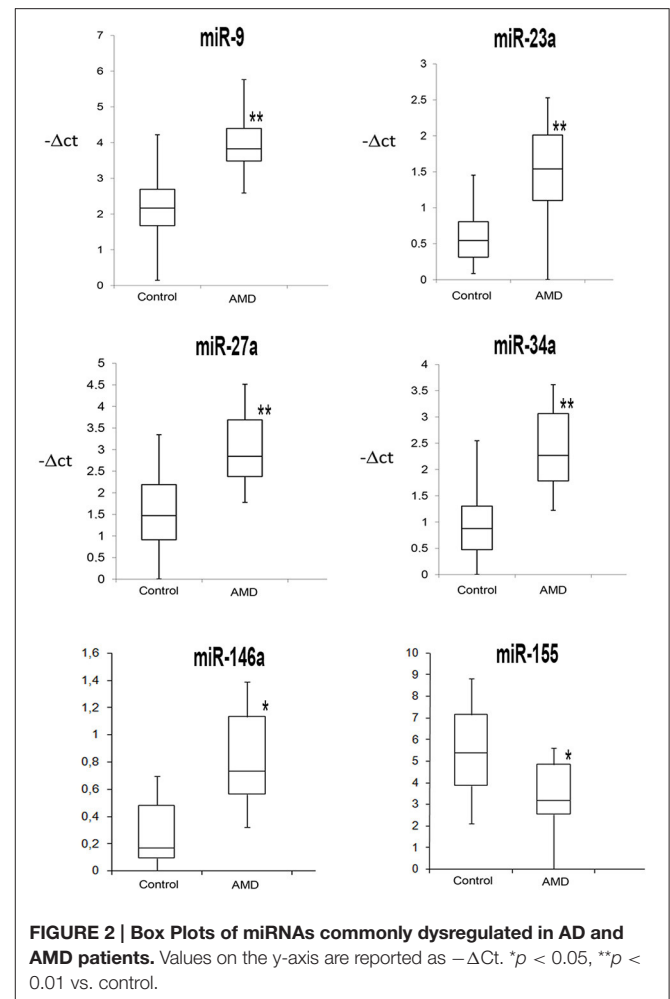 miR-9
7
6
5
**
-Δct
4
3
2
1
0
Control
AMD
miR-23a
3
2.5
**
2
-Δct
1.5
1
0.5
0
Control
AMD
miR-27a
5
4.5
4
**
3.5
3
-Δct
2.5
2
1.5
1
0.5
0
Control
AMD
miR-34a
4
3.5
**
3
2.5
-Δct
2
1.5
1
0.5
0
Control
AMD
miR-146a
1,6
1,4
1,2
*
1
0,8
0,6
0,4
0,2
0
Control
AMD
miR-155
10
9
8
7
6
*
5
4
3
2
1
0
Control
AMD
FIGURE 2 | Box Plots of miRNAs commonly dysregulated in AD and
AMD patients. Values on the y-axis are reported as −ΔCt. *p < 0.05, **p <
0.01 vs. control.